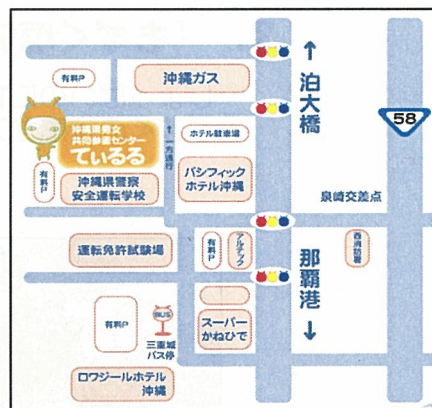 有料P
沖縄ガス
↑
泊大橋
58
沖縄県男女
共同参画センター
ているる
↑一方通行
ホテル駐車場
有料P
沖縄県警察
安全運転学校
パシフィック
ホテル沖縄
泉崎交差点
運転免許試験場
有料P
アルテック
西消防署
那覇港
↓
有料P
BUS
三重城
バス停
スーパー
かねひで
ロワジールホテル
沖縄